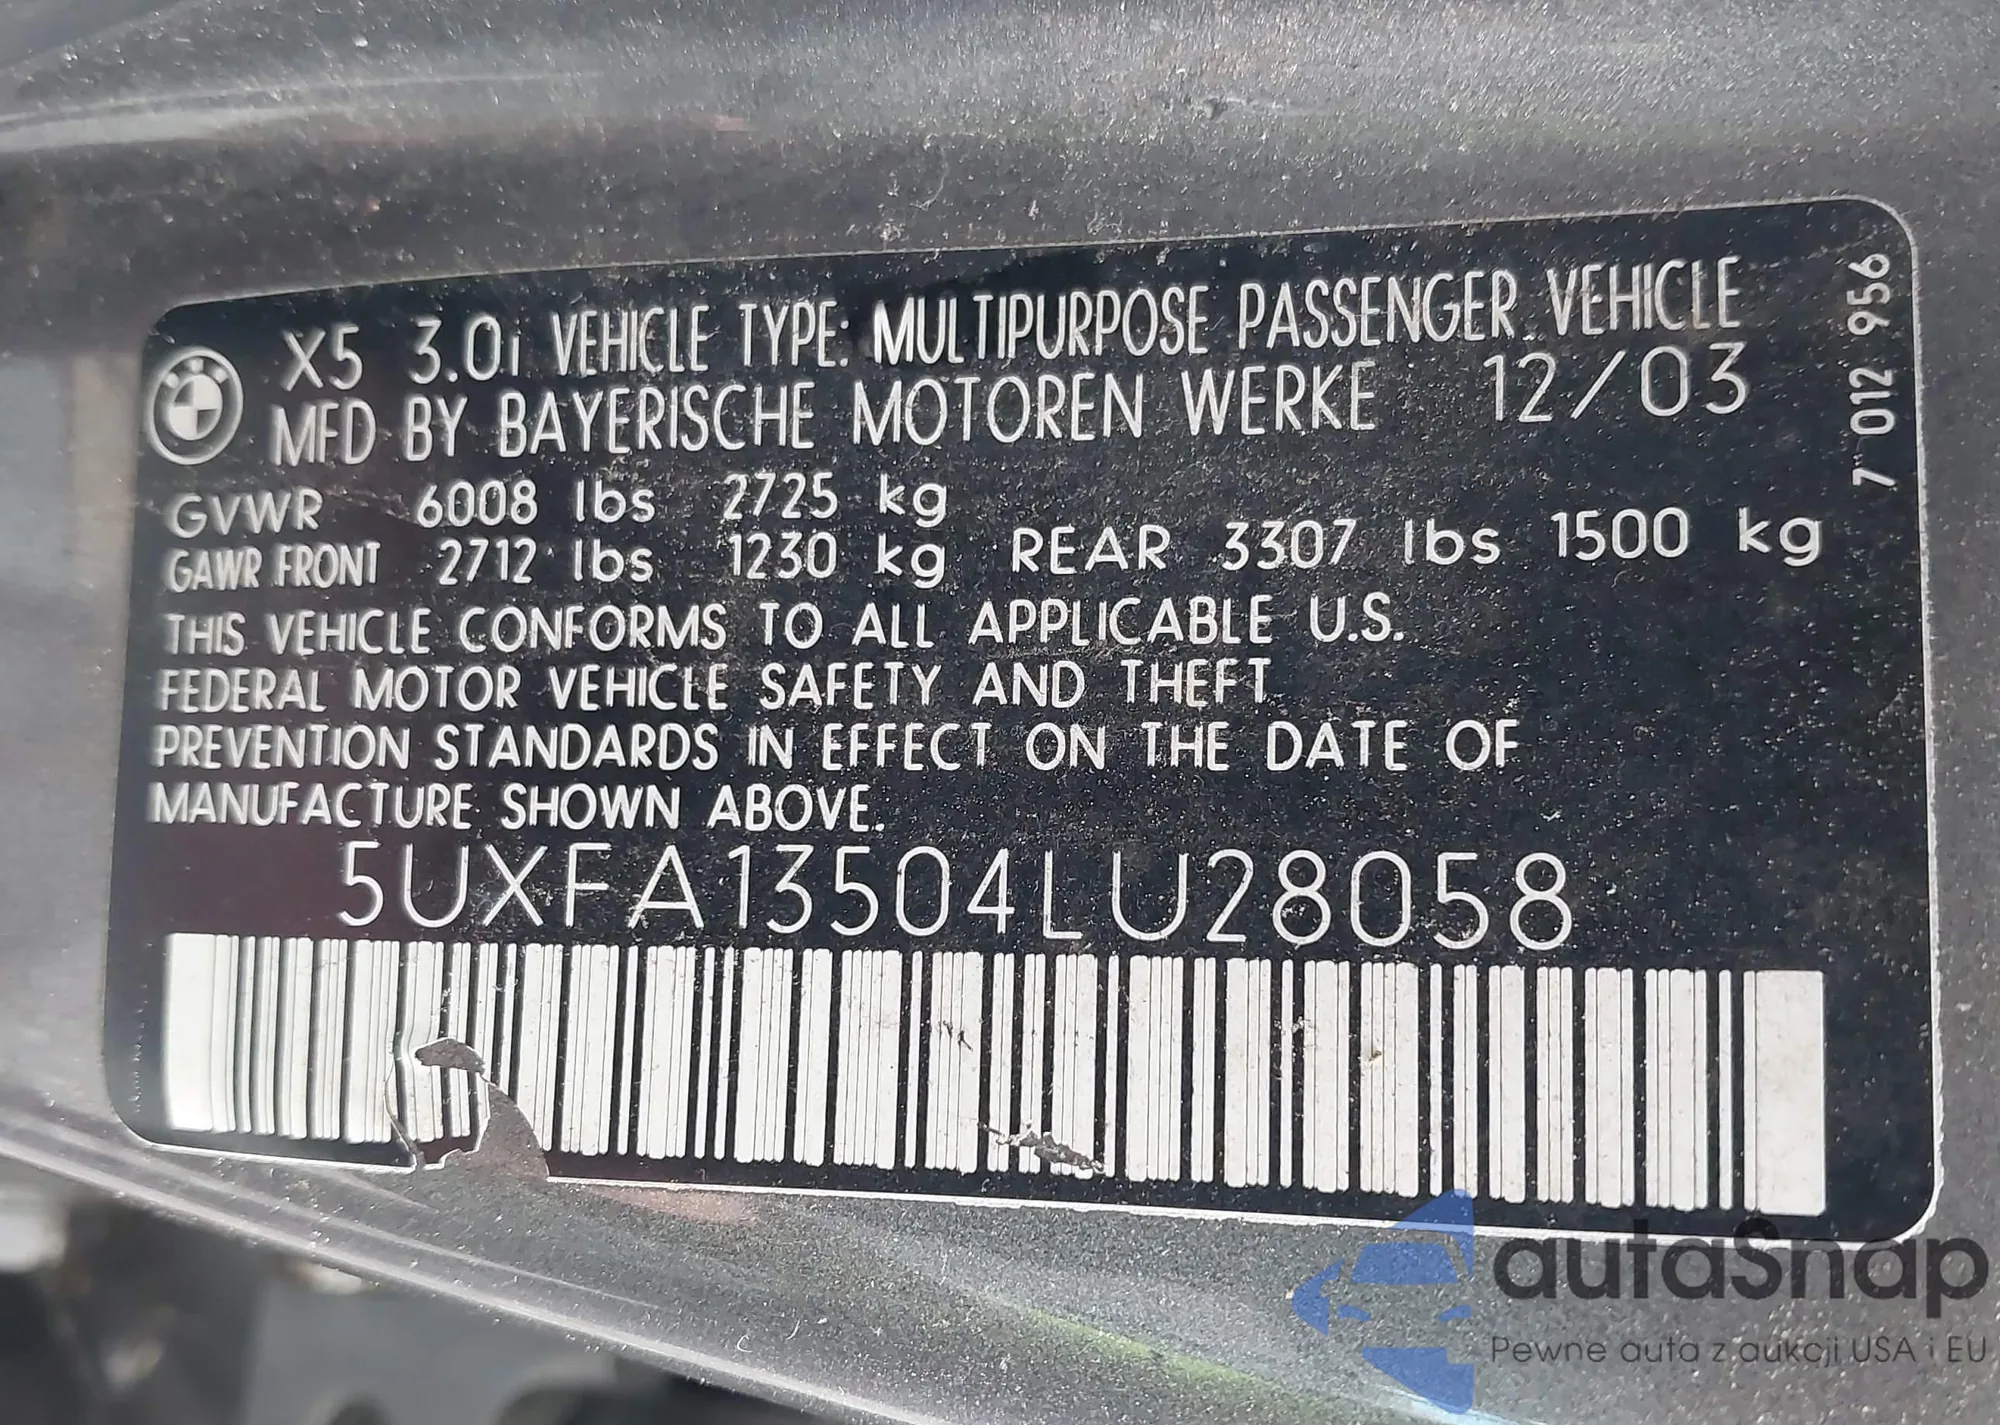 X5 3.0i VEHICLE TYPE: MULTIPURPOSE PASSENGER VEHICLE
MFD BY BAYERISCHE MOTOREN WERKE 12/03
GVWR 6008 lbs 2725 kg
GAWR FRONT 2712 lbs 1230 kg REAR 3307 lbs 1500 kg
THIS VEHICLE CONFORMS TO ALL APPLICABLE U.S.
FEDERAL MOTOR VEHICLE SAFETY AND THEFT
PREVENTION STANDARDS IN EFFECT ON THE DATE OF
MANUFACTURE SHOWN ABOVE.
5UXFA13504LU28058
7 012 956
autaSnap
Pewne auta z aukcji USA i EU